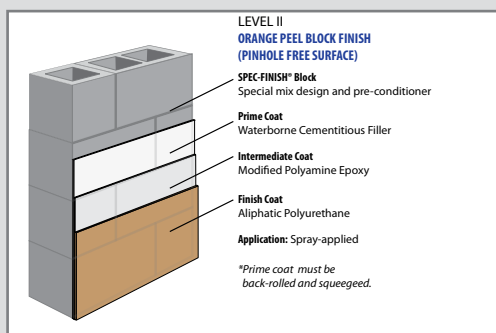 LEVEL II
ORANGE PEEL BLOCK FINISH
(PINHOLE FREE SURFACE)
SPEC-FINISH® Block
Special mix design and pre-conditioner
Prime Coat
Waterborne Cementitious Filler
Intermediate Coat
Modified Polyamine Epoxy
Finish Coat
Aliphatic Polyurethane
Application: Spray-applied
*Prime coat must be
back-rolled and squeegeed.